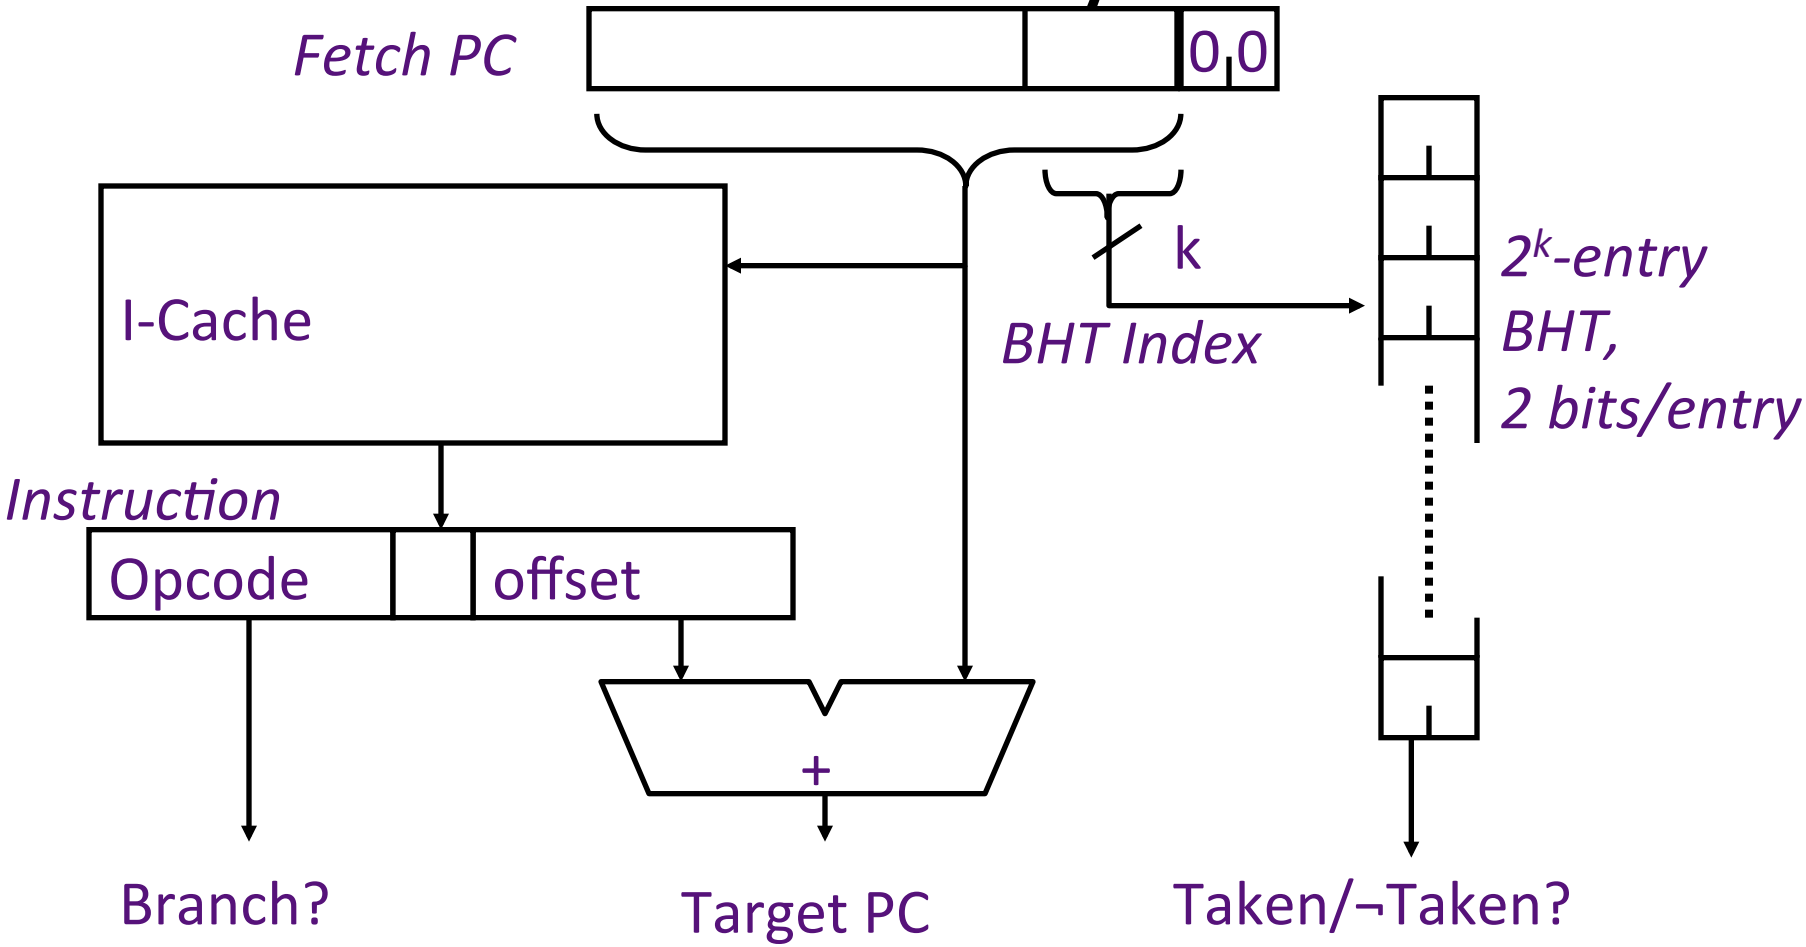 Fetch PC
0 0
k
2ᵏ-entry
BHT,
2 bits/entry
I-Cache
BHT Index
Instruction
Opcode
offset
+
Branch?
Target PC
Taken/¬Taken?